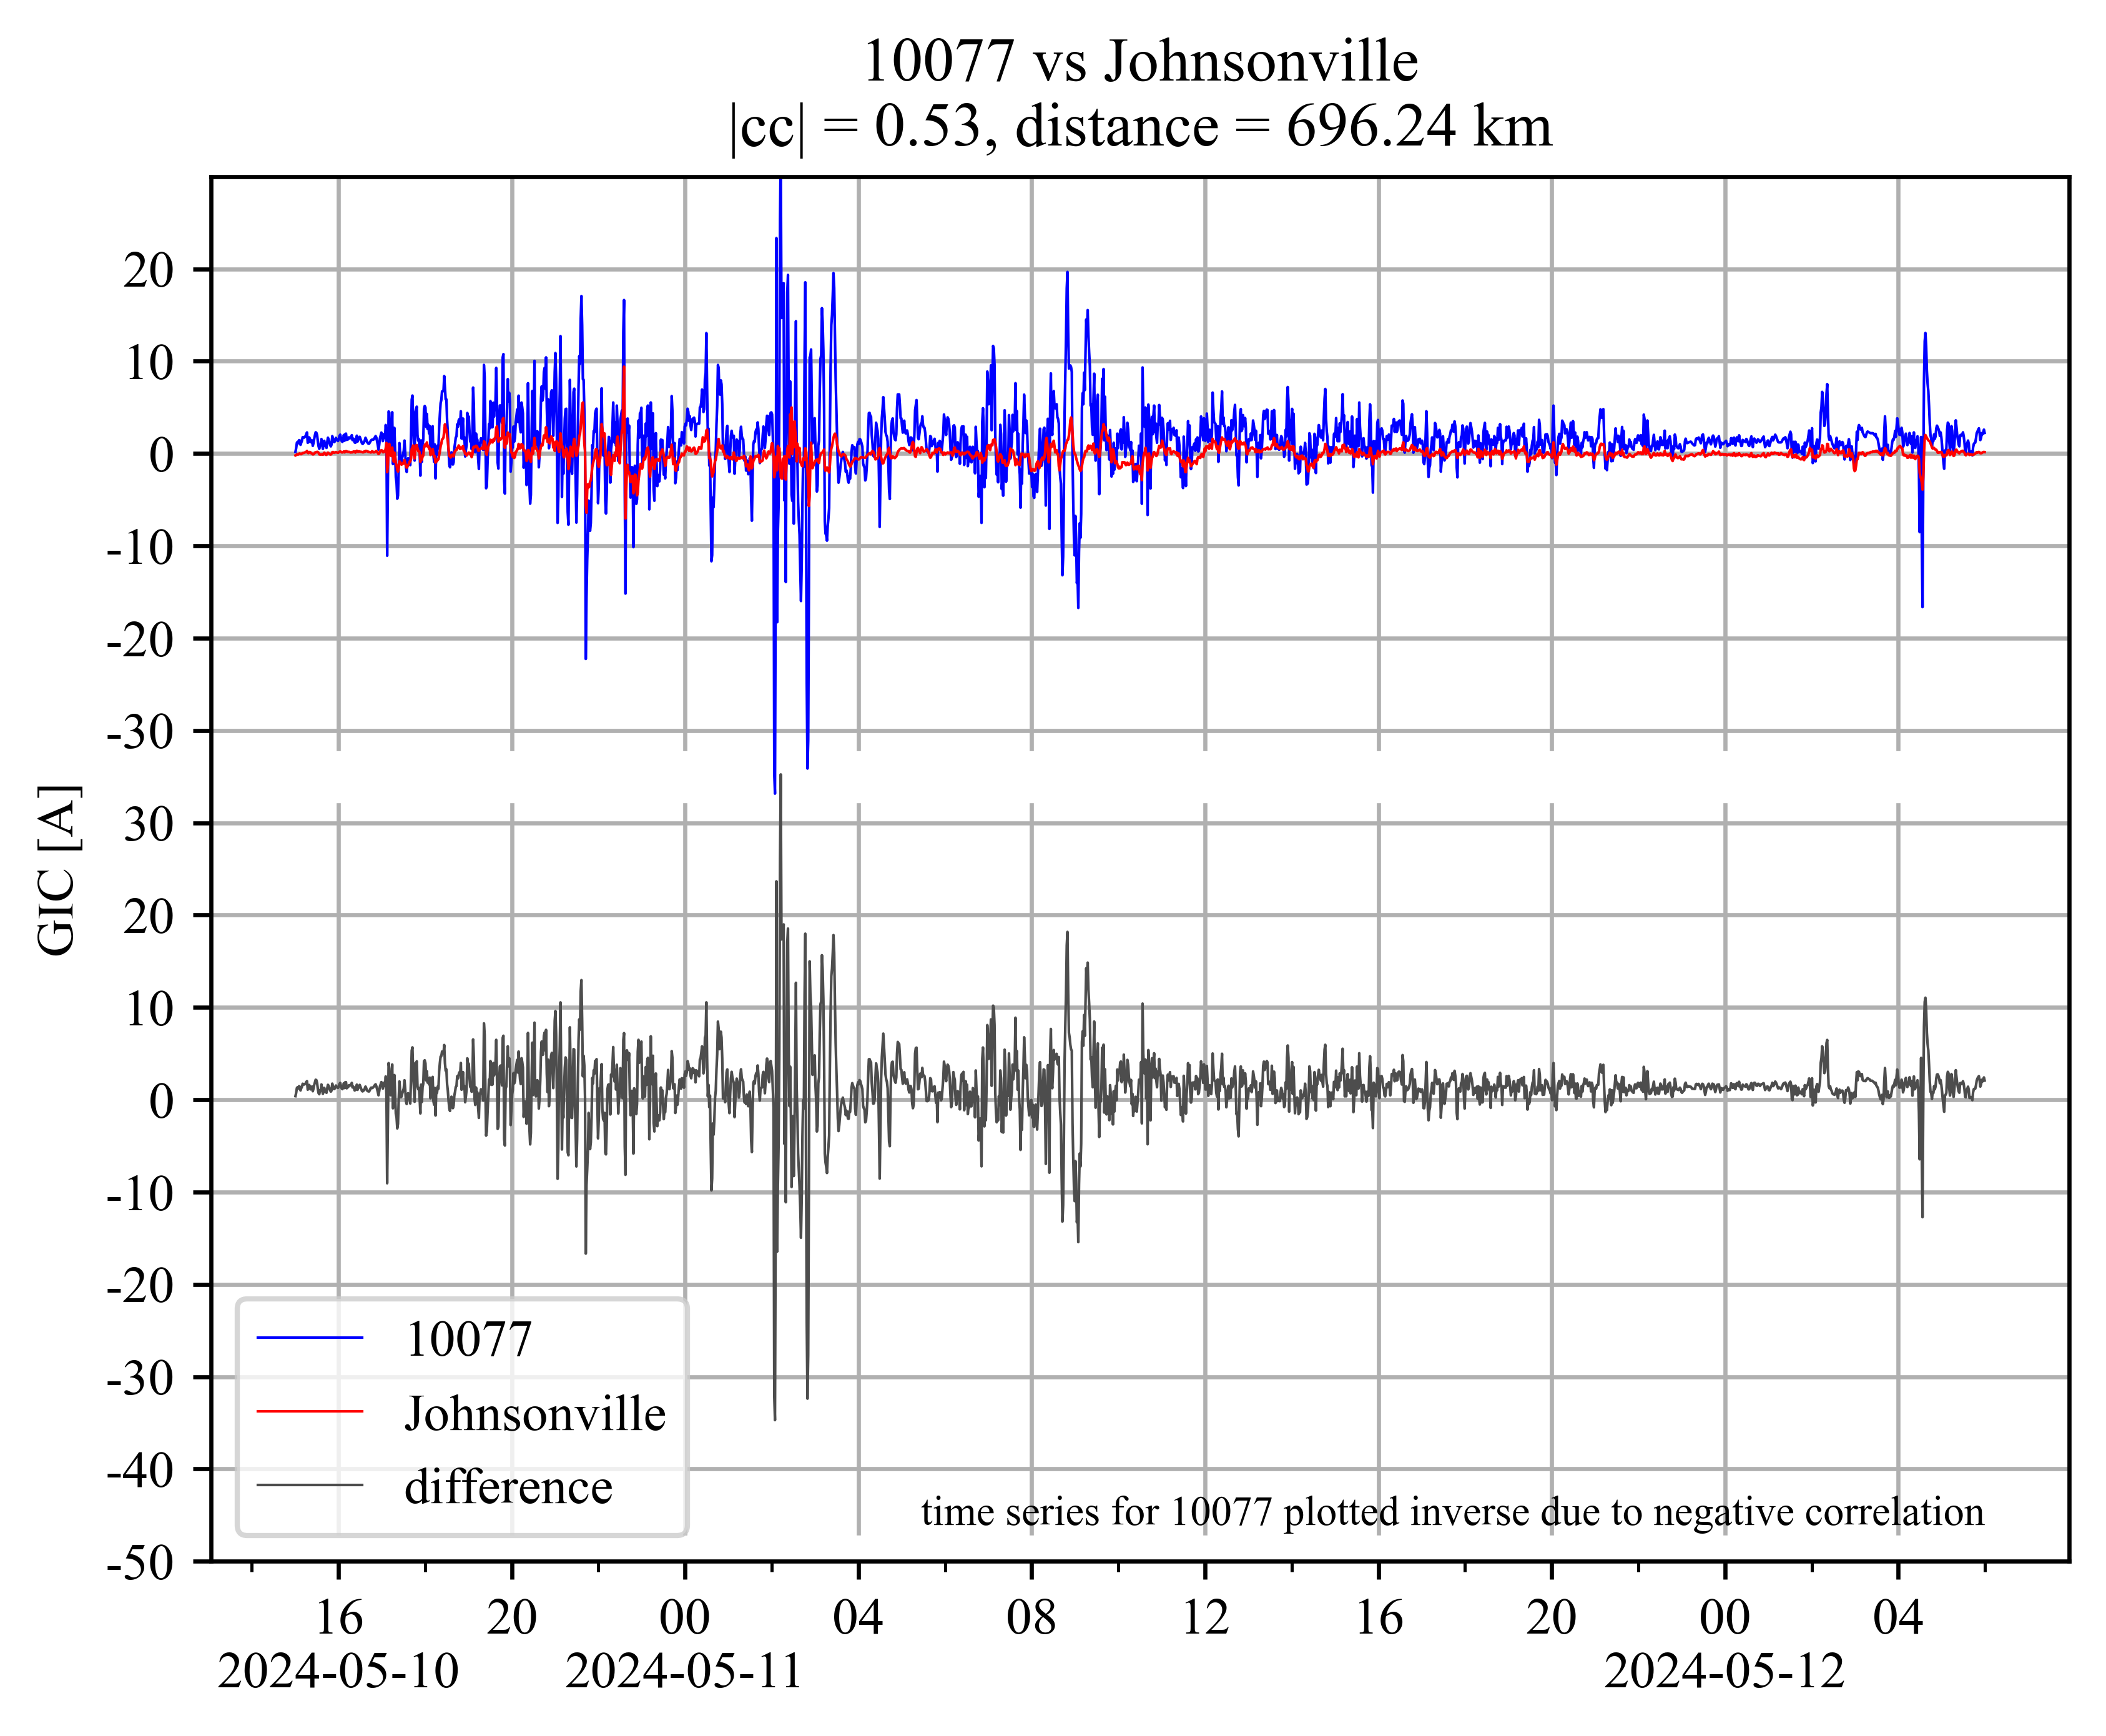 10077 vs Johnsonville
|cc| = 0.53, distance = 696.24 km
GIC [A]
20
10
0
-10
-20
-30
30
20
10
0
-10
-20
-30
-40
-50
10077
Johnsonville
difference
time series for 10077 plotted inverse due to negative correlation
16 20 00 04 08 12 16 20 00 04
2024-05-10 2024-05-11 2024-05-12